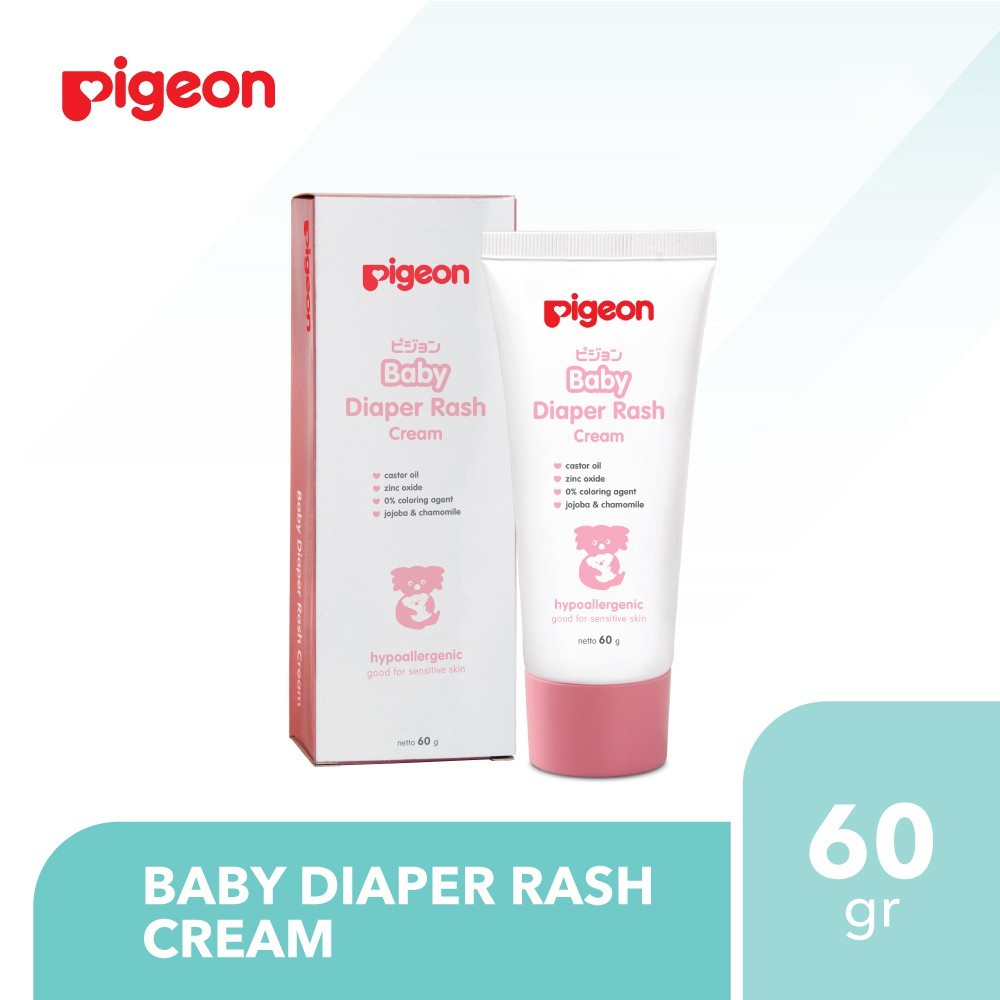 pigeon
pigeon
Baby Diaper Rash Cream
pigeon
ピジョン
Baby
Diaper Rash
Cream
castor oil
zinc oxide
0% coloring agent
jojoba & chamomile
hypoallergenic
good for sensitive skin
netto 60 g
pigeon
ピジョン
Baby
Diaper Rash
Cream
castor oil
zinc oxide
0% coloring agent
jojoba & chamomile
hypoallergenic
good for sensitive skin
netto 60 g
BABY DIAPER RASH
CREAM
60
gr